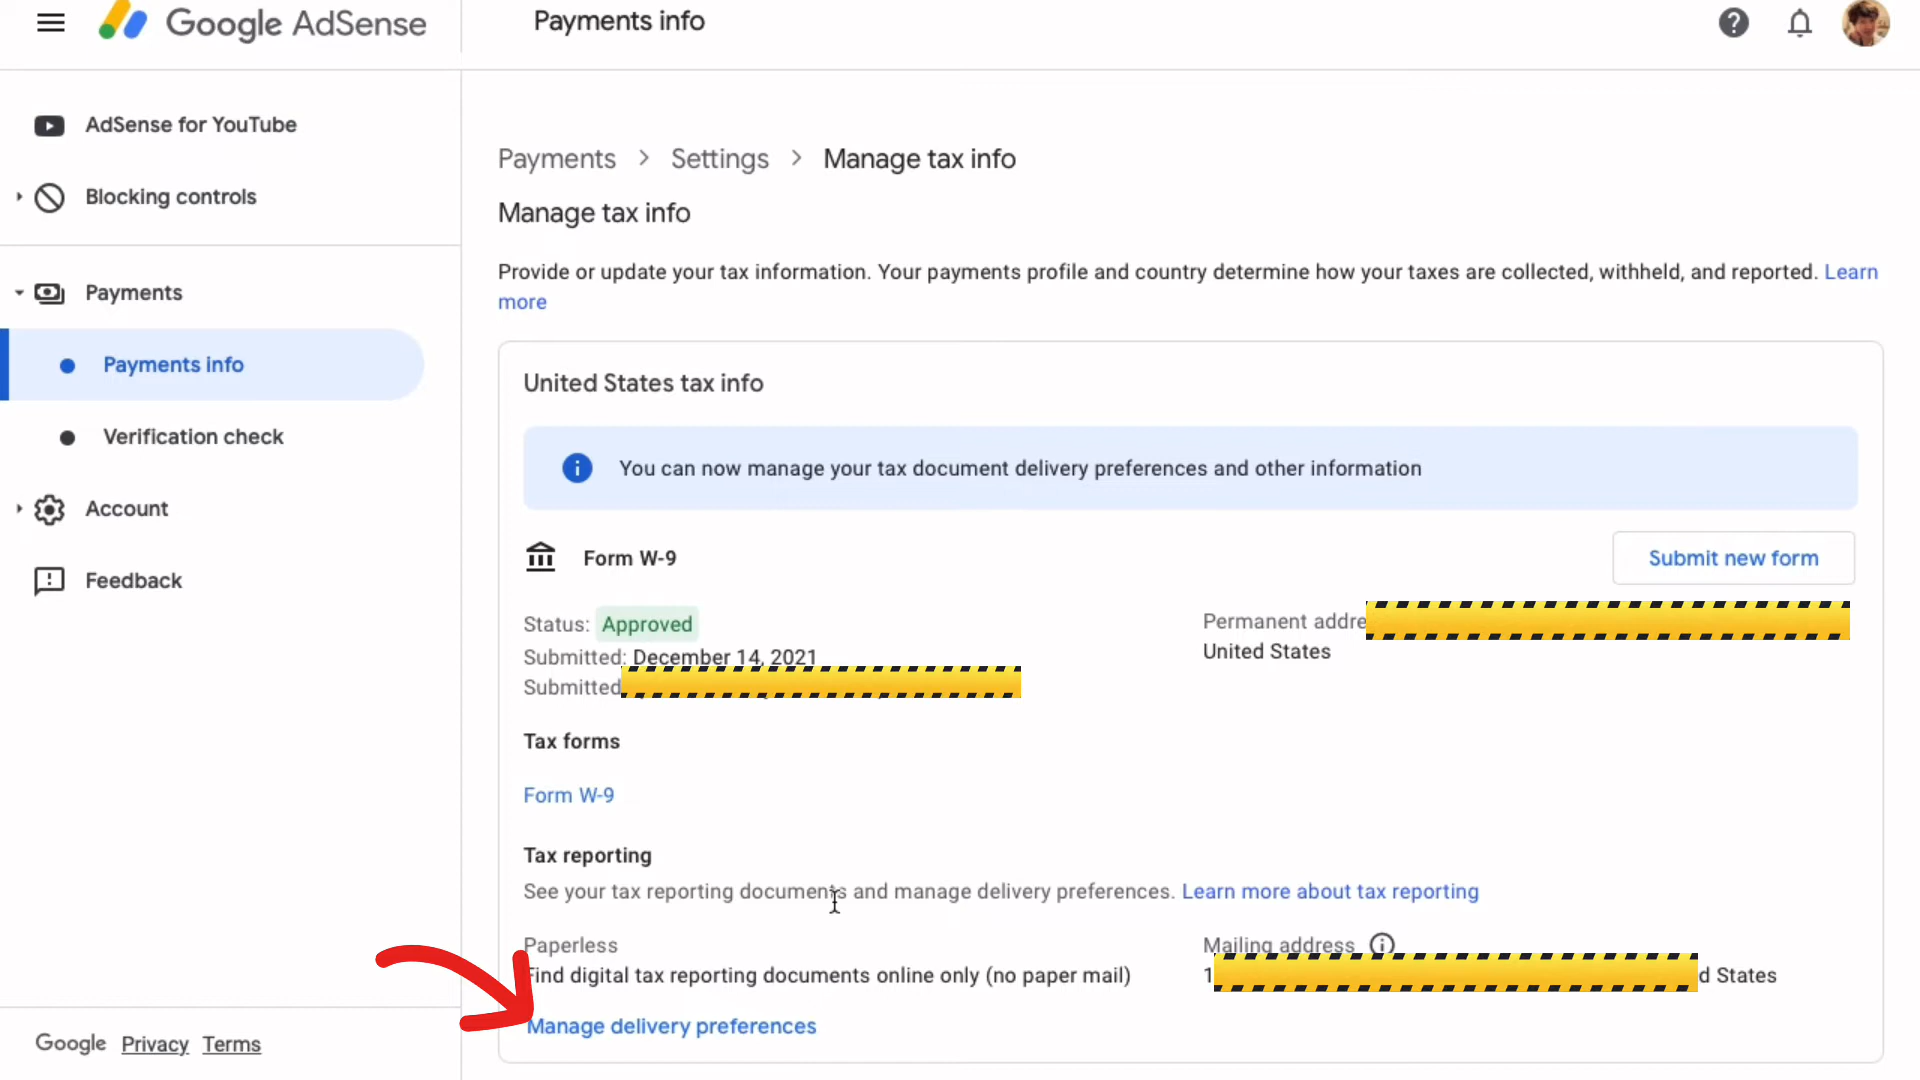 Google AdSense
Payments info
AdSense for YouTube
Blocking controls
Payments
Payments info
Verification check
Account
Feedback
Google Privacy Terms
Payments > Settings > Manage tax info
Manage tax info
Provide or update your tax information. Your payments profile and country determine how your taxes are collected, withheld, and reported. Learn
more
United States tax info
You can now manage your tax document delivery preferences and other information
Form W-9
Submit new form
Status: Approved
Submitted: December 14, 2021
Submitted
Permanent addre
United States
Tax forms
Form W-9
Tax reporting
See your tax reporting documents and manage delivery preferences. Learn more about tax reporting
Paperless
Find digital tax reporting documents online only (no paper mail)
Mailing address
1
d States
Manage delivery preferences